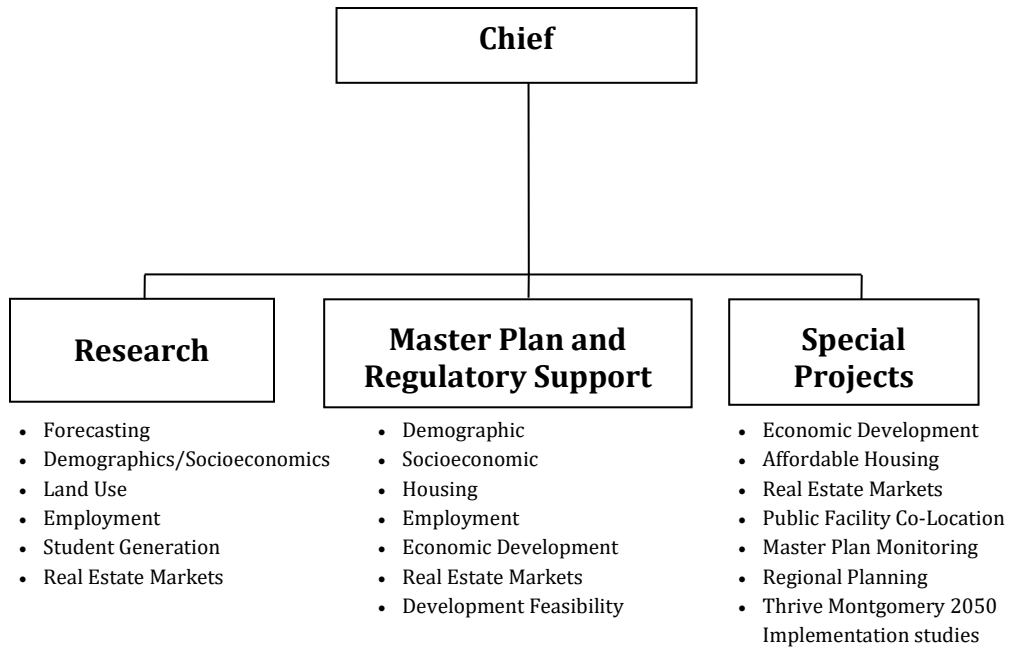 Chief
Research
• Forecasting
• Demographics/Socioeconomics
• Land Use
• Employment
• Student Generation
• Real Estate Markets
Master Plan and
Regulatory Support
• Demographic
• Socioeconomic
• Housing
• Employment
• Economic Development
• Real Estate Markets
• Development Feasibility
Special
Projects
• Economic Development
• Affordable Housing
• Real Estate Markets
• Public Facility Co-Location
• Master Plan Monitoring
• Regional Planning
• Thrive Montgomery 2050
Implementation studies